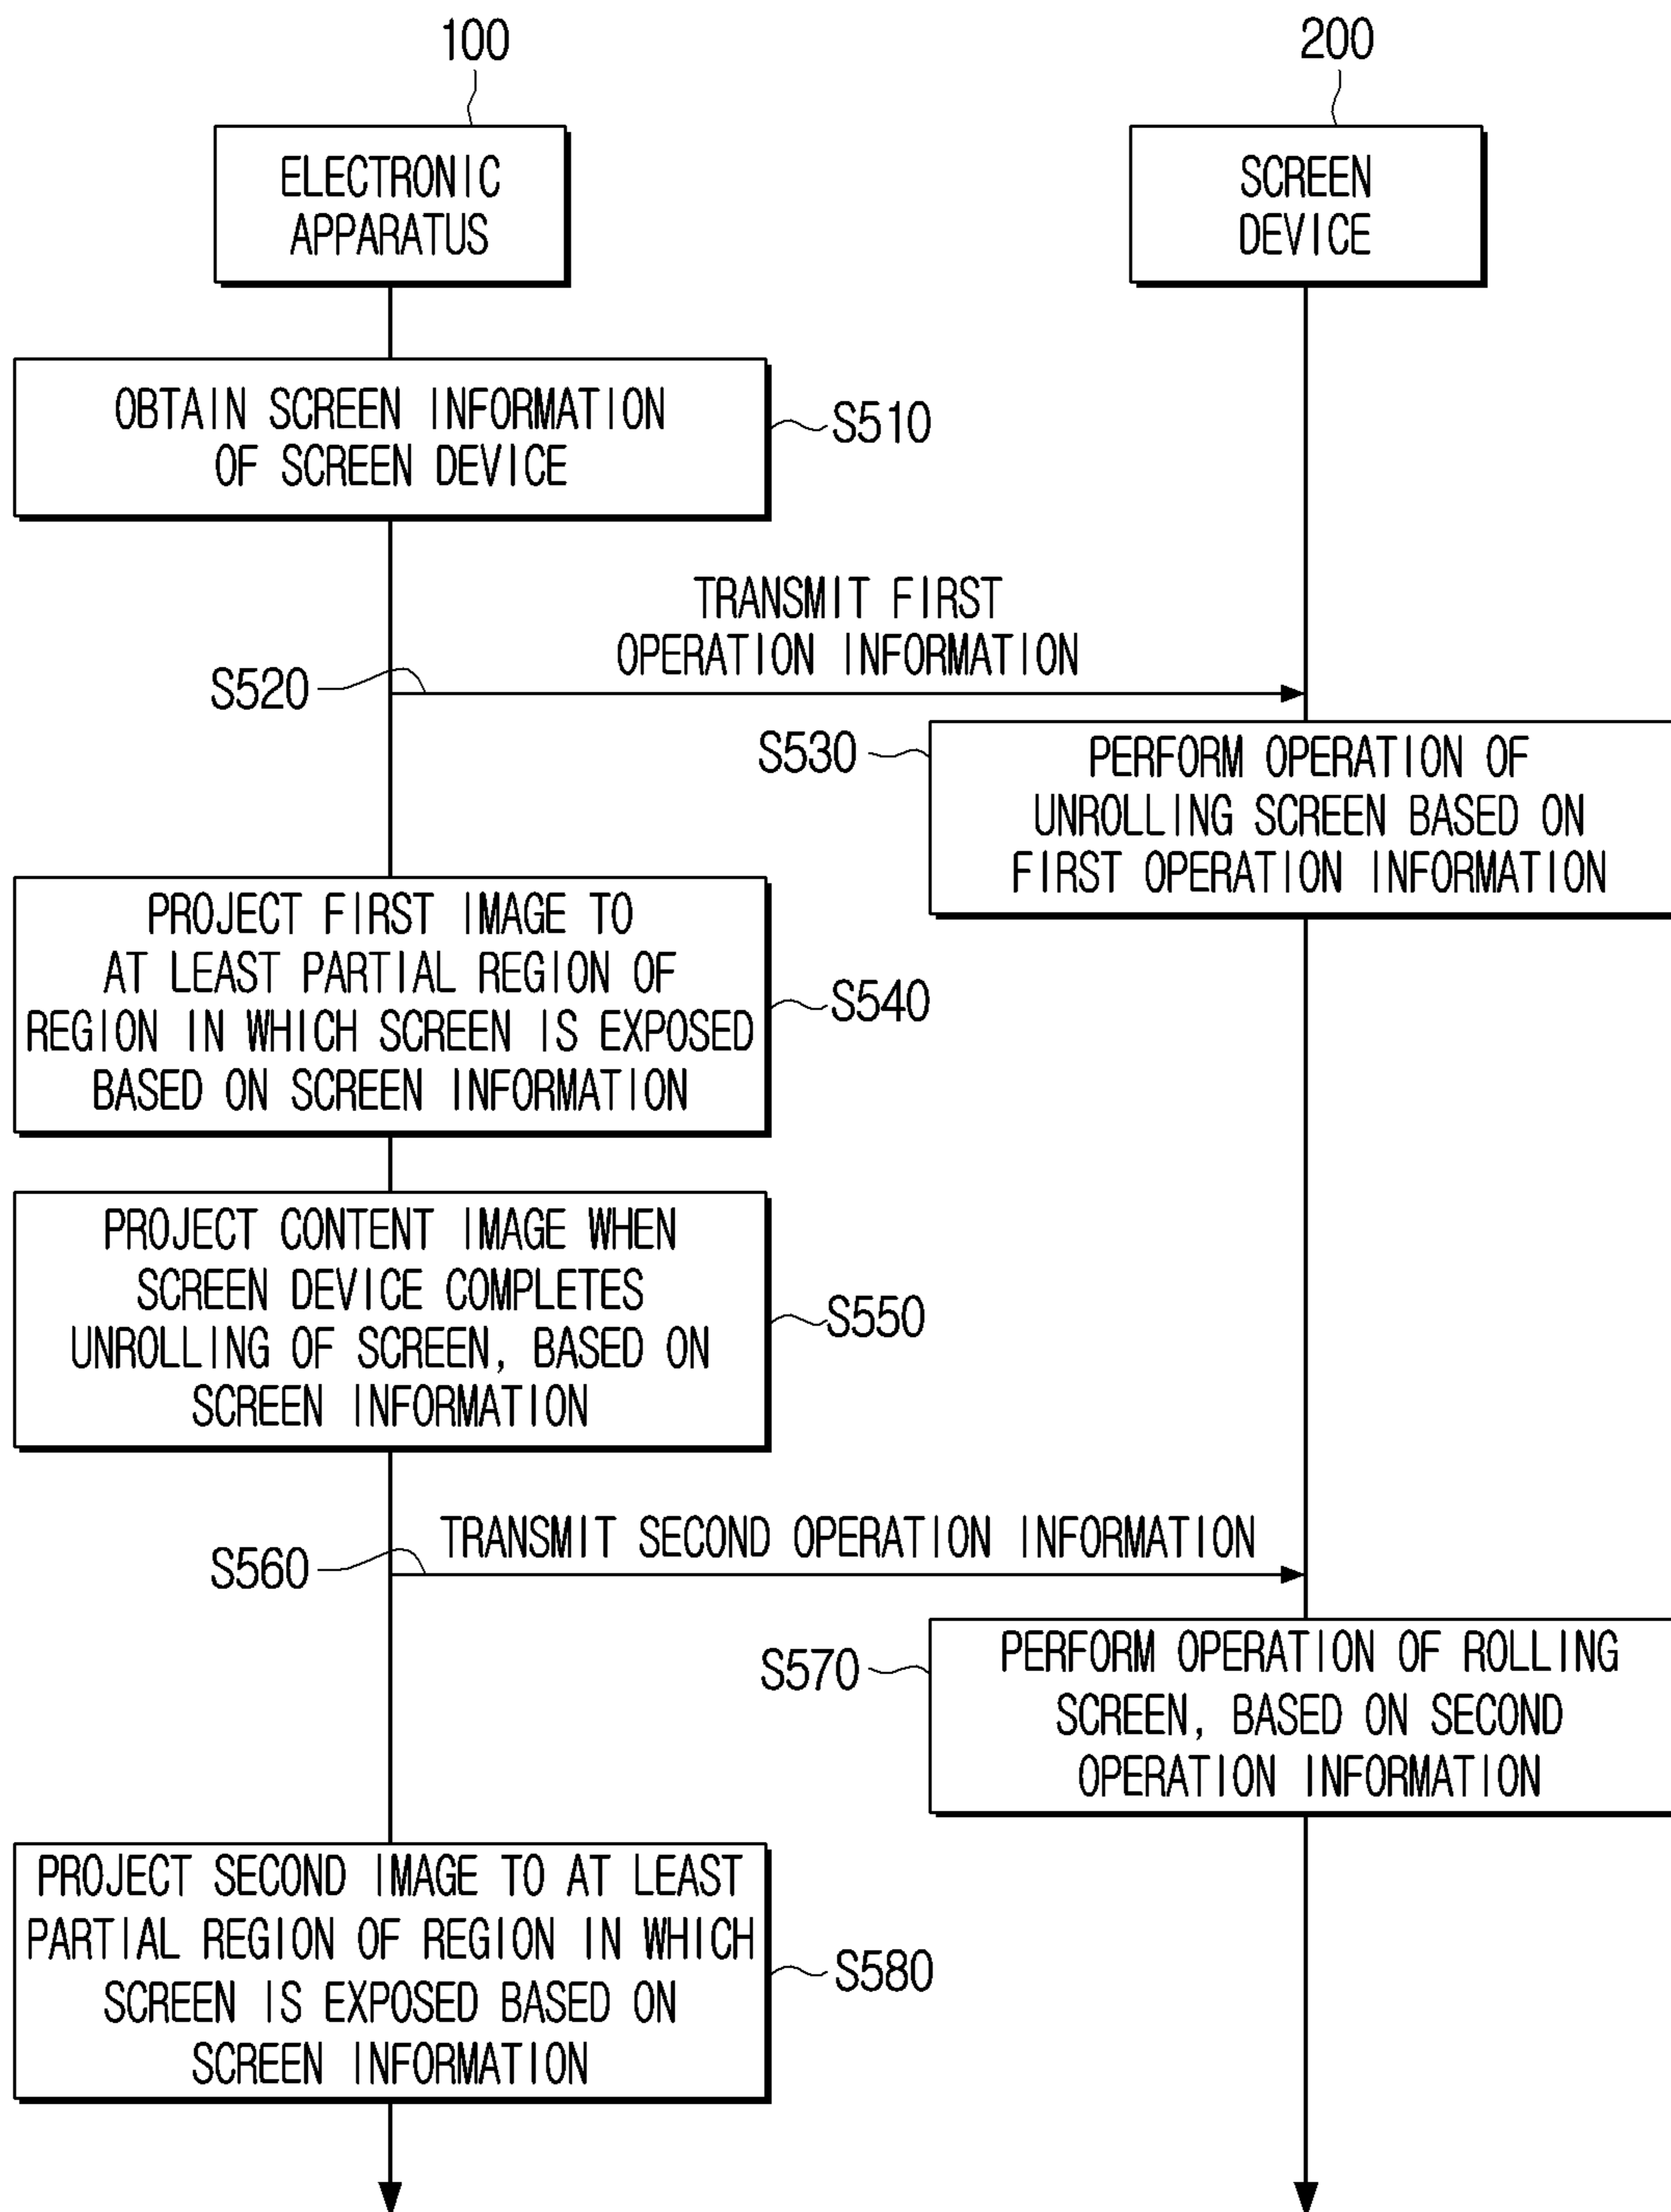 100
200
ELECTRONIC
APPARATUS
SCREEN
DEVICE
OBTAIN SCREEN INFORMATION
OF SCREEN DEVICE
S510
TRANSMIT FIRST
OPERATION INFORMATION
S520
S530
PERFORM OPERATION OF
UNROLLING SCREEN BASED ON
FIRST OPERATION INFORMATION
PROJECT FIRST IMAGE TO
AT LEAST PARTIAL REGION OF
REGION IN WHICH SCREEN IS EXPOSED
BASED ON SCREEN INFORMATION
S540
PROJECT CONTENT IMAGE WHEN
SCREEN DEVICE COMPLETES
UNROLLING OF SCREEN, BASED ON
SCREEN INFORMATION
S550
TRANSMIT SECOND OPERATION INFORMATION
S560
S570
PERFORM OPERATION OF ROLLING
SCREEN, BASED ON SECOND
OPERATION INFORMATION
PROJECT SECOND IMAGE TO AT LEAST
PARTIAL REGION OF REGION IN WHICH
SCREEN IS EXPOSED BASED ON
SCREEN INFORMATION
S580